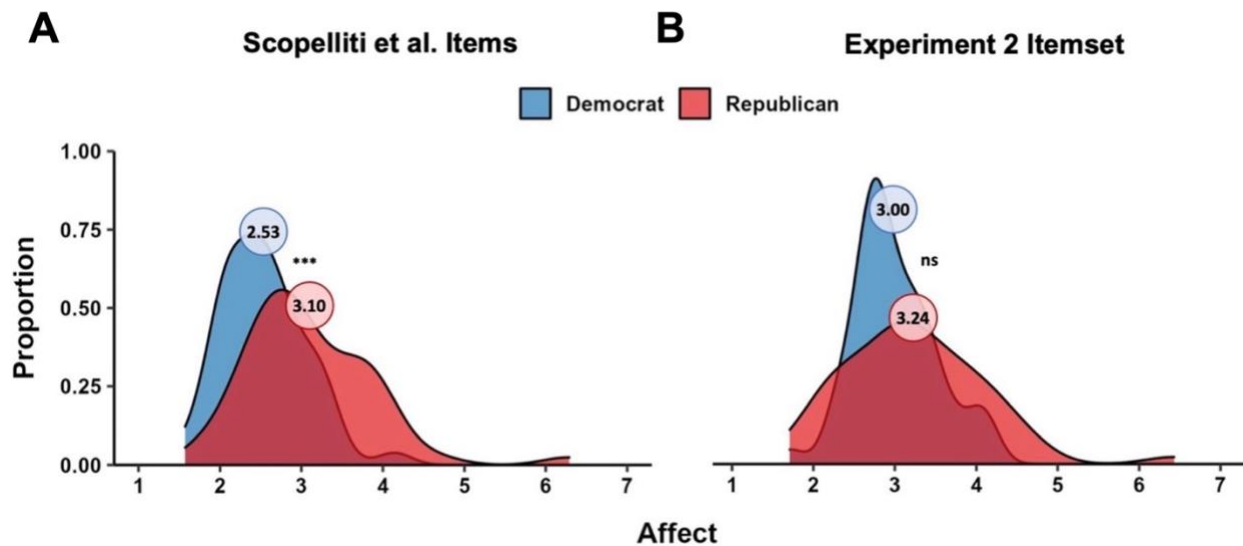 A
Scopelliti et al. Items
B
Experiment 2 Itemset
Democrat
Republican
Proportion
1.00
0.75
0.50
0.25
0.00
2.53
***
3.10
1 2 3 4 5 6 7
3.00
ns
3.24
1 2 3 4 5 6 7
Affect